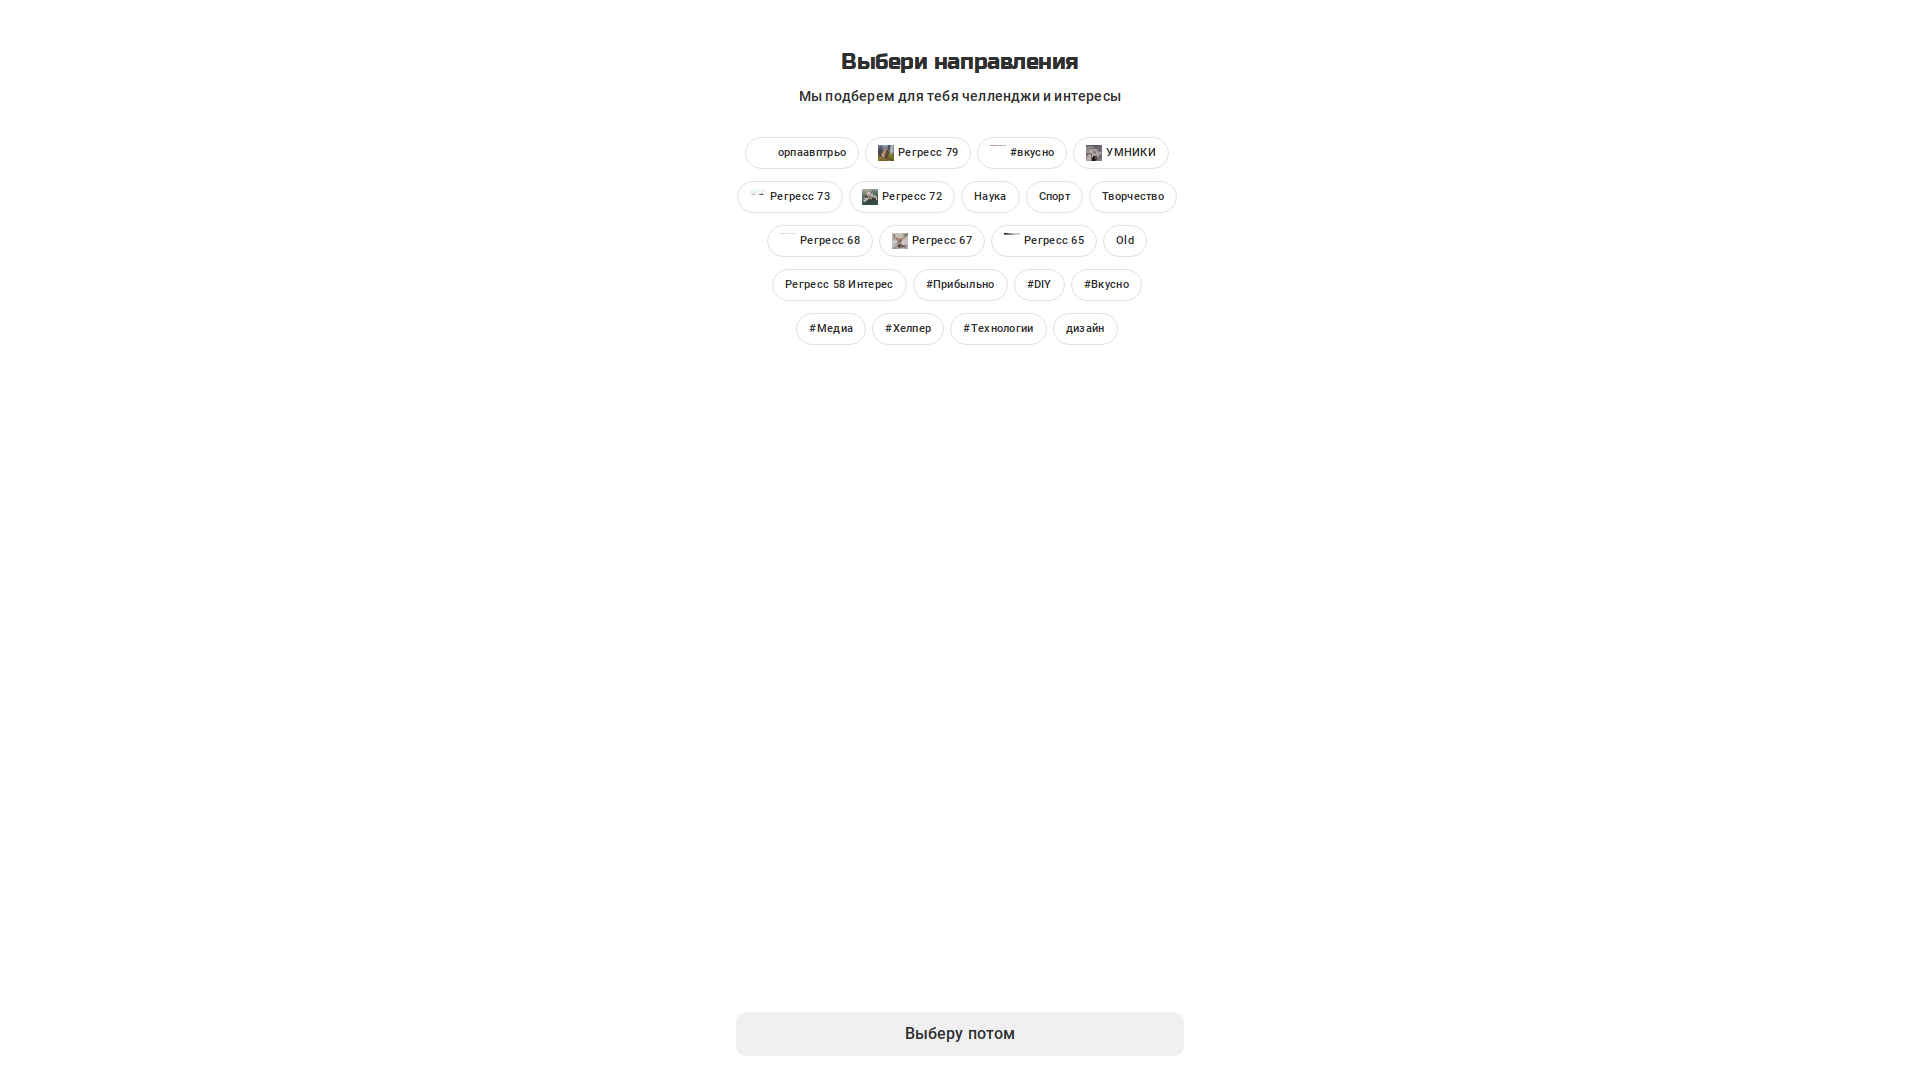 Выбери направления
Мы подберем для тебя челленджи и интересы
орпаавптрьо Регресс 79 #вкусно УМНИКИ
Регресс 73 Регресс 72 Наука Спорт Творчество
Регресс 68 Регресс 67 Регресс 65 Old
Регресс 58 Интерес #Прибыльно #DIY #Вкусно
#Медиа #Хелпер #Технологии дизайн
Выберу потом